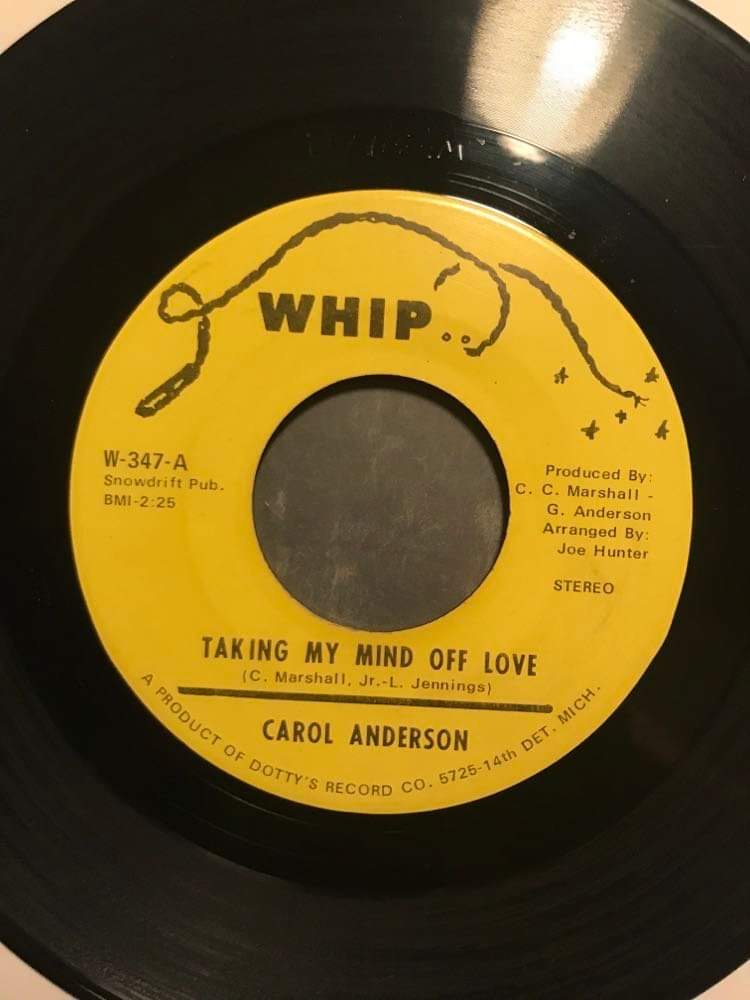 WHIP..
W-347-A
Snowdrift Pub.
BMI-2:25
Produced By:
C. C. Marshall -
G. Anderson
Arranged By:
Joe Hunter
STEREO
TAKING MY MIND OFF LOVE
(C. Marshall, Jr.-L. Jennings)
CAROL ANDERSON
A PRODUCT OF DOTTY'S RECORD CO. 5725-14th DET. MICH.